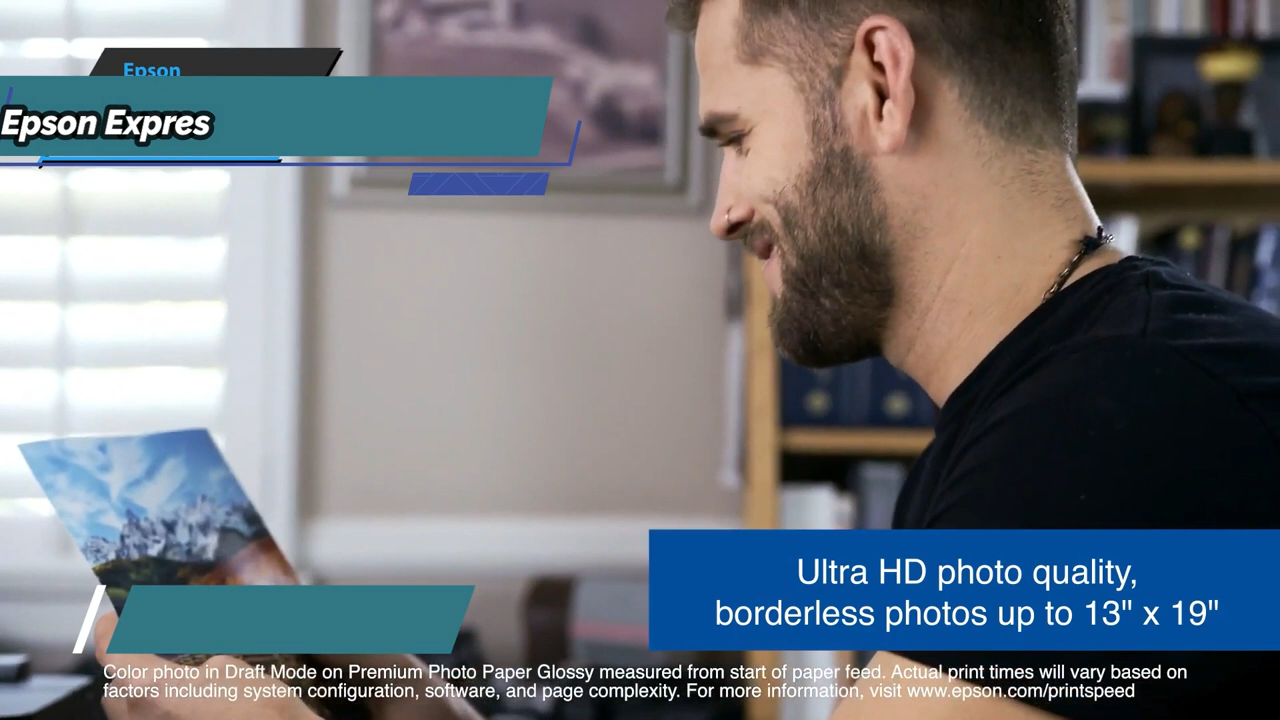 Epson
Epson Expres
Ultra HD photo quality,
borderless photos up to 13" x 19"
Color photo in Draft Mode on Premium Photo Paper Glossy measured from start of paper feed. Actual print times will vary based on
factors including system configuration, software, and page complexity. For more information, visit www.epson.com/printspeed